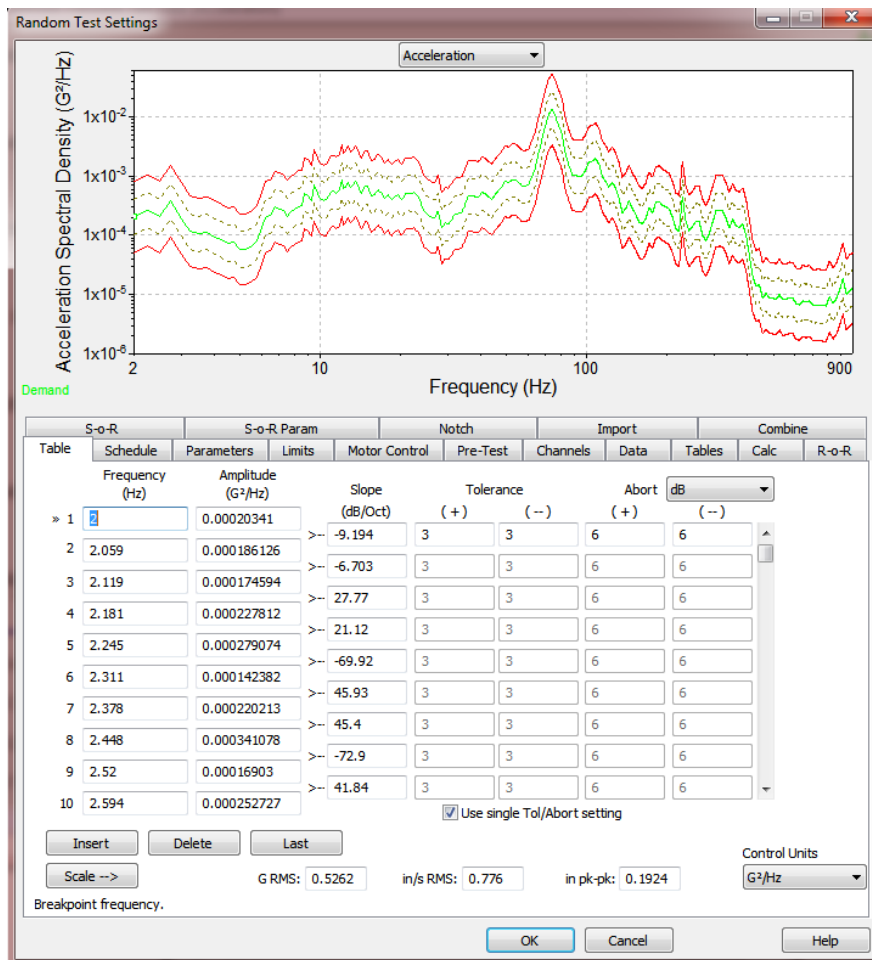 Random Test Settings
Acceleration
Acceleration Spectral Density (G²/Hz)
1x10⁻²
1x10⁻³
1x10⁻⁴
1x10⁻⁵
1x10⁻⁶
2 10 100 900
Frequency (Hz)
Demand
S-o-R S-o-R Param Notch Import Combine
Table Schedule Parameters Limits Motor Control Pre-Test Channels Data Tables Calc R-o-R
Frequency (Hz) Amplitude (G²/Hz) Slope (dB/Oct) Tolerance Abort dB
(+) (--) (+) (--)
» 1 2 0.00020341
>-- -9.194 3 3 6 6
2 2.059 0.000186126
>-- -6.703 3 3 6 6
3 2.119 0.000174594
>-- 27.77 3 3 6 6
4 2.181 0.000227812
>-- 21.12 3 3 6 6
5 2.245 0.000279074
>-- -69.92 3 3 6 6
6 2.311 0.000142382
>-- 45.93 3 3 6 6
7 2.378 0.000220213
>-- 45.4 3 3 6 6
8 2.448 0.000341078
>-- -72.9 3 3 6 6
9 2.52 0.00016903
>-- 41.84 3 3 6 6
10 2.594 0.000252727
Use single Tol/Abort setting
Insert Delete Last
Control Units
Scale --> G RMS: 0.5262 in/s RMS: 0.776 in pk-pk: 0.1924 G²/Hz
Breakpoint frequency.
OK Cancel Help